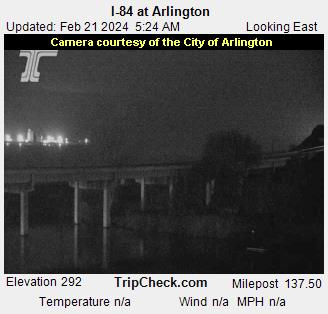 I-84 at Arlington
Updated: Feb 21 2024 5:24 AM Looking East
Camera courtesy of the City of Arlington
Elevation 292 TripCheck.com Milepost 137.50
Temperature n/a Wind n/a MPH n/a